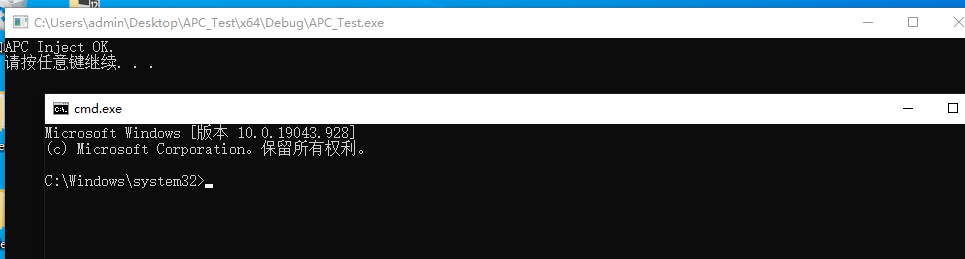 C:\Users\admin\Desktop\APC_Test\x64\Debug\APC_Test.exe
APC Inject OK.
请按任意键继续. . .
cmd.exe
Microsoft Windows [版本 10.0.19043.928]
(c) Microsoft Corporation。保留所有权利。
C:\Windows\system32>